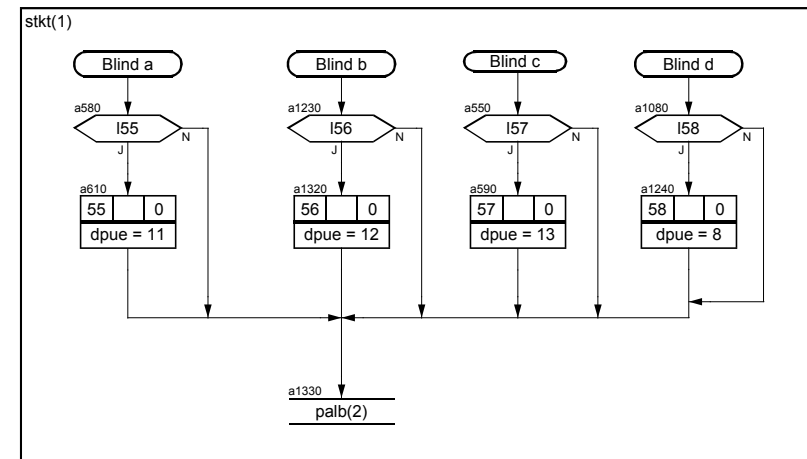 stkt(1)
Blind a Blind b Blind c Blind d
a580 a1230 a550 a1080
I55 I56 I57 I58
N N N N
J J J J
a610 a1320 a590 a1240
55 0 56 0 57 0 58 0
dpue = 11 dpue = 12 dpue = 13 dpue = 8
a1330
palb(2)